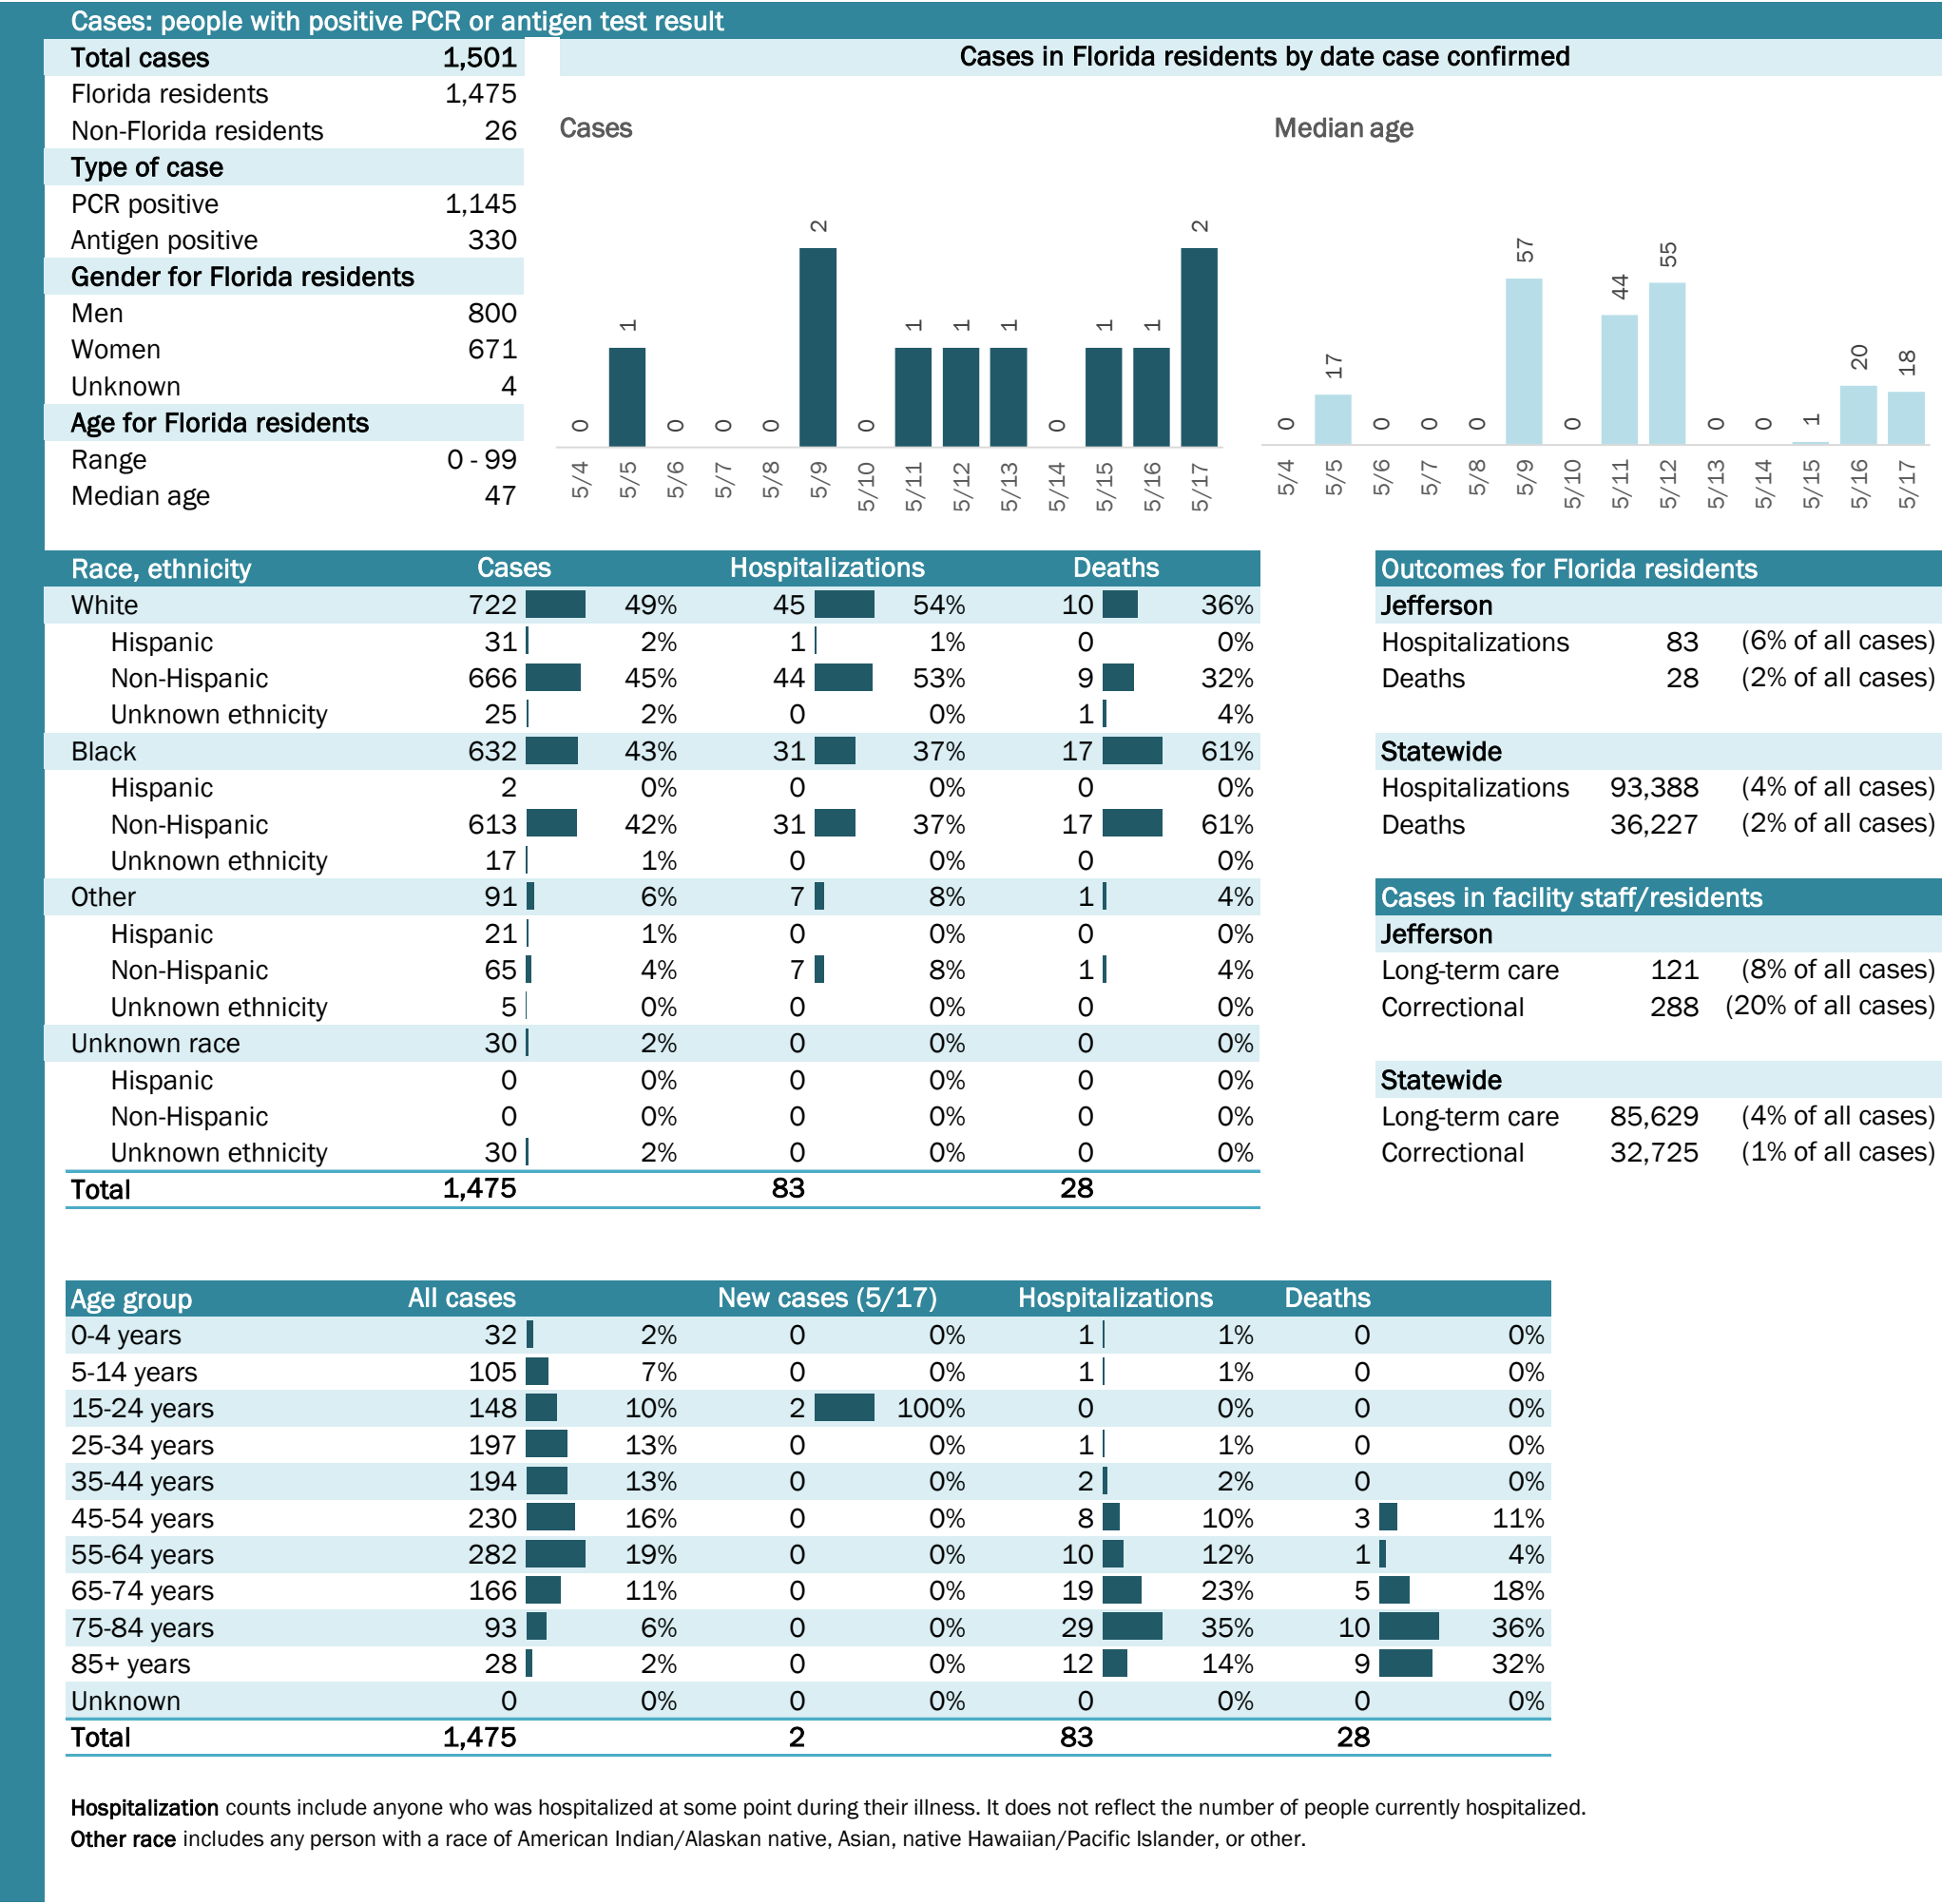 Cases: people with positive PCR or antigen test result
Total cases 1,501
Florida residents 1,475
Non-Florida residents 26
Type of case
PCR positive 1,145
Antigen positive 330
Gender for Florida residents
Men 800
Women 671
Unknown 4
Age for Florida residents
Range 0 - 99
Median age 47
Cases in Florida residents by date case confirmed
Cases
0 1 0 0 0 2 0 1 1 1 0 1 1 2
5/4 5/5 5/6 5/7 5/8 5/9 5/10 5/11 5/12 5/13 5/14 5/15 5/16 5/17
Median age
0 17 0 0 0 57 0 44 55 0 0 1 20 18
5/4 5/5 5/6 5/7 5/8 5/9 5/10 5/11 5/12 5/13 5/14 5/15 5/16 5/17
Race, ethnicity Cases Hospitalizations Deaths
White 722 49% 45 54% 10 36%
Hispanic 31 2% 1 1% 0 0%
Non-Hispanic 666 45% 44 53% 9 32%
Unknown ethnicity 25 2% 0 0% 1 4%
Black 632 43% 31 37% 17 61%
Hispanic 2 0% 0 0% 0 0%
Non-Hispanic 613 42% 31 37% 17 61%
Unknown ethnicity 17 1% 0 0% 0 0%
Other 91 6% 7 8% 1 4%
Hispanic 21 1% 0 0% 0 0%
Non-Hispanic 65 4% 7 8% 1 4%
Unknown ethnicity 5 0% 0 0% 0 0%
Unknown race 30 2% 0 0% 0 0%
Hispanic 0 0% 0 0% 0 0%
Non-Hispanic 0 0% 0 0% 0 0%
Unknown ethnicity 30 2% 0 0% 0 0%
Total 1,475 83 28
Outcomes for Florida residents
Jefferson
Hospitalizations 83 (6% of all cases)
Deaths 28 (2% of all cases)
Statewide
Hospitalizations 93,388 (4% of all cases)
Deaths 36,227 (2% of all cases)
Cases in facility staff/residents
Jefferson
Long-term care 121 (8% of all cases)
Correctional 288 (20% of all cases)
Statewide
Long-term care 85,629 (4% of all cases)
Correctional 32,725 (1% of all cases)
Age group All cases New cases (5/17) Hospitalizations Deaths
0-4 years 32 2% 0 0% 1 1% 0 0%
5-14 years 105 7% 0 0% 1 1% 0 0%
15-24 years 148 10% 2 100% 0 0% 0 0%
25-34 years 197 13% 0 0% 1 1% 0 0%
35-44 years 194 13% 0 0% 2 2% 0 0%
45-54 years 230 16% 0 0% 8 10% 3 11%
55-64 years 282 19% 0 0% 10 12% 1 4%
65-74 years 166 11% 0 0% 19 23% 5 18%
75-84 years 93 6% 0 0% 29 35% 10 36%
85+ years 28 2% 0 0% 12 14% 9 32%
Unknown 0 0% 0 0% 0 0% 0 0%
Total 1,475 2 83 28
Hospitalization counts include anyone who was hospitalized at some point during their illness. It does not reflect the number of people currently hospitalized.
Other race includes any person with a race of American Indian/Alaskan native, Asian, native Hawaiian/Pacific Islander, or other.